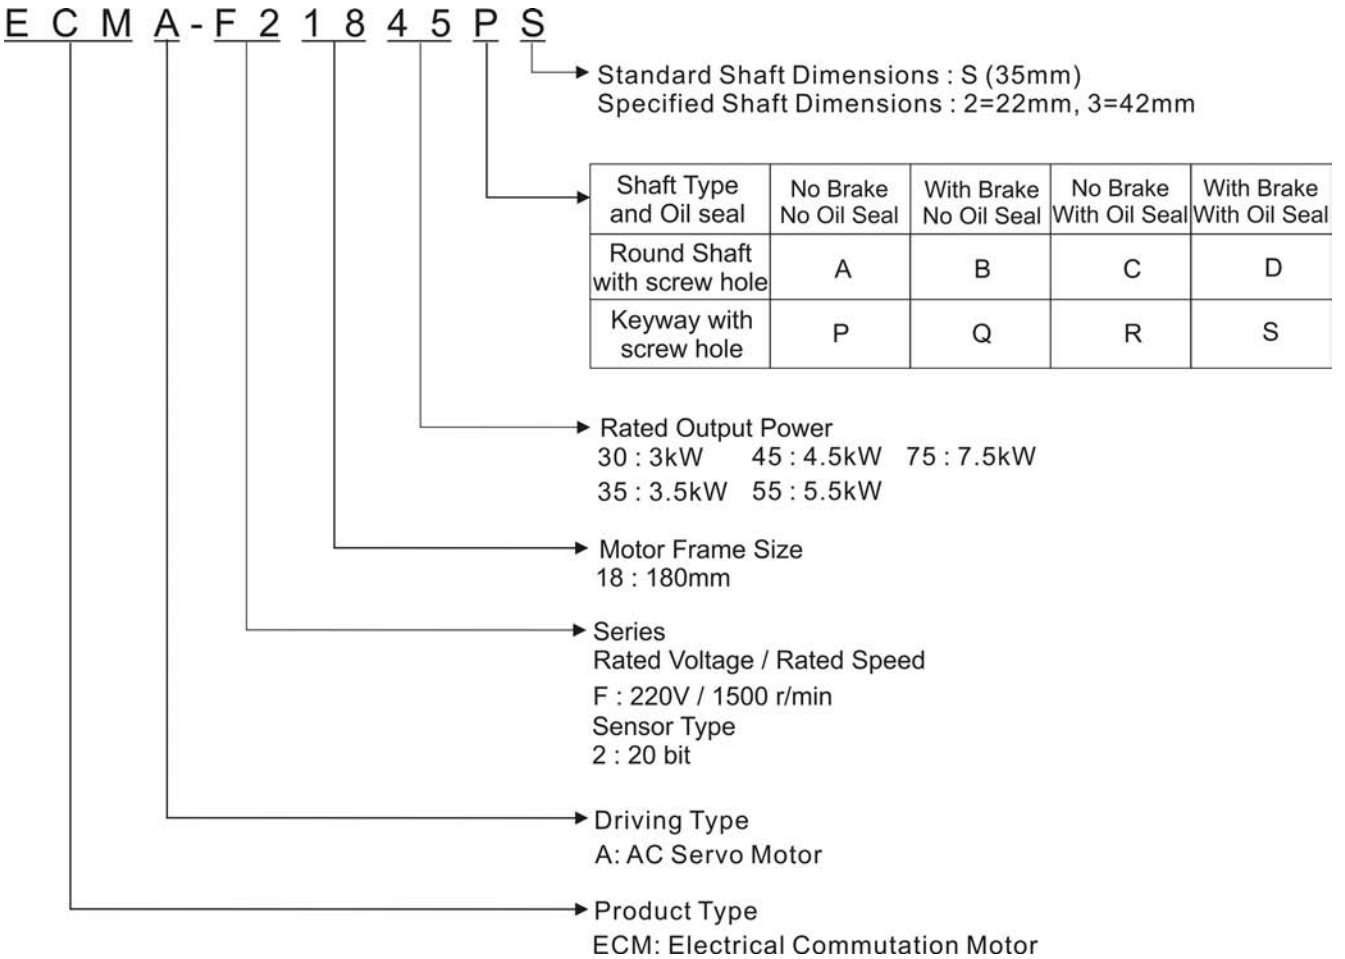 E C M A - F 2 1 8 4 5 P S
Standard Shaft Dimensions : S (35mm)
Specified Shaft Dimensions : 2=22mm, 3=42mm
Shaft Type and Oil seal No Brake No Oil Seal With Brake No Oil Seal No Brake With Oil Seal With Brake With Oil Seal
Round Shaft with screw hole A B C D
Keyway with screw hole P Q R S
Rated Output Power
30 : 3kW 45 : 4.5kW 75 : 7.5kW
35 : 3.5kW 55 : 5.5kW
Motor Frame Size
18 : 180mm
Series
Rated Voltage / Rated Speed
F : 220V / 1500 r/min
Sensor Type
2 : 20 bit
Driving Type
A: AC Servo Motor
Product Type
ECM: Electrical Commutation Motor